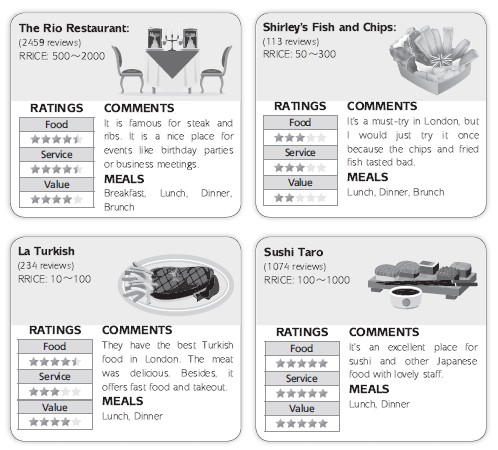 The Rio Restaurant:
(2459 reviews)
RRICE: 500～2000
RATINGS
Food
Service
Value
COMMENTS
It is famous for steak and
ribs. It is a nice place for
events like birthday parties
or business meetings.
MEALS
Breakfast, Lunch, Dinner,
Brunch
Shirley's Fish and Chips:
(113 reviews)
RRICE: 50～300
RATINGS
Food
Service
Value
COMMENTS
It's a must-try in London, but
I would just try it once
because the chips and fried
fish tasted bad.
MEALS
Lunch, Dinner, Brunch
La Turkish
(234 reviews)
RRICE: 10～100
RATINGS
Food
Service
Value
COMMENTS
They have the best Turkish
food in London. The meat
was delicious. Besides, it
offers fast food and takeout.
MEALS
Lunch, Dinner
Sushi Taro
(1074 reviews)
RRICE: 100～1000
RATINGS
Food
Service
Value
COMMENTS
It's an excellent place for
sushi and other Japanese
food with lovely staff.
MEALS
Lunch, Dinner